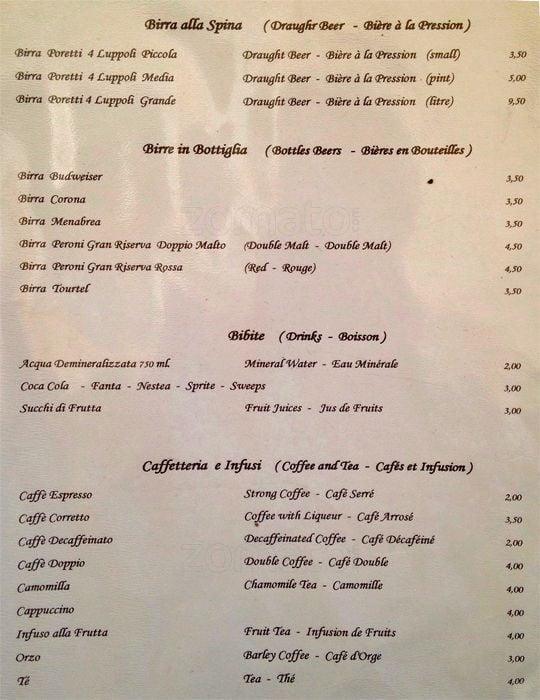 Birra alla Spina (Draught Beer - Bière à la Pression)
Birra Poretti 4 Luppoli Piccola Draught Beer - Bière à la Pression (small) 3,50
Birra Poretti 4 Luppoli Media Draught Beer - Bière à la Pression (pint) 5,00
Birra Poretti 4 Luppoli Grande Draught Beer - Bière à la Pression (litre) 9,50
Birre in Bottiglia (Bottles Beers - Bières en Bouteilles)
Birra Budweiser 3,50
Birra Corona 3,50
zomato
Birra Menabrea 3,50
Birra Peroni Gran Riserva Doppio Malto (Double Malt - Double Malt) 4,50
Birra Peroni Gran Riserva Rossa (Red - Rouge) 4,50
Birra Tourtel 3,50
Bibite (Drinks - Boisson)
Acqua Demineralizzata 750 ml. Mineral Water - Eau Minérale 2,00
Coca Cola - Fanta - Nestea - Sprite - Sweeps 3,00
Succhi di Frutta Fruit Juices - Jus de Fruits 3,00
Caffetteria e Infusi (Coffee and Tea - Cafés et Infusion)
Caffè Espresso Strong Coffee - Café Serré 2,00
Caffè Corretto Coffee with Liqueur - Café Arrosé 3,50
Caffè Decaffeinato Decaffeinated Coffee - Café Décaféiné 2,00
Caffè Doppio Double Coffee - Café Double 4,00
Camomilla Chamomile Tea - Camomille 4,00
Cappuccino 4,00
Infuso alla Frutta Fruit Tea - Infusion de Fruits 4,00
Orzo Barley Coffee - Café d'Orge 3,00
Té Tea - Thé 4,00